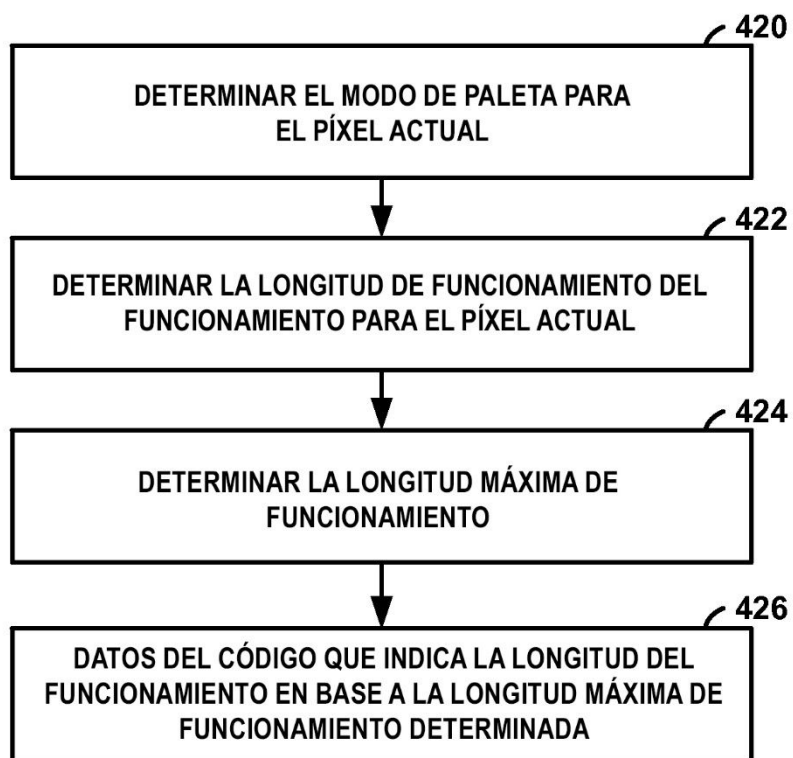 420
DETERMINAR EL MODO DE PALETA PARA
EL PÍXEL ACTUAL
422
DETERMINAR LA LONGITUD DE FUNCIONAMIENTO DEL
FUNCIONAMIENTO PARA EL PÍXEL ACTUAL
424
DETERMINAR LA LONGITUD MÁXIMA DE
FUNCIONAMIENTO
426
DATOS DEL CÓDIGO QUE INDICA LA LONGITUD DEL
FUNCIONAMIENTO EN BASE A LA LONGITUD MÁXIMA DE
FUNCIONAMIENTO DETERMINADA